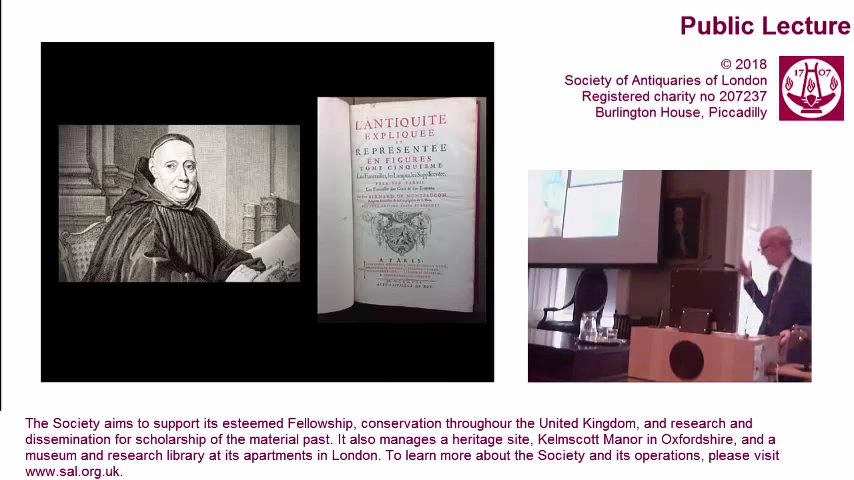 Public Lecture
© 2018
Society of Antiquaries of London
Registered charity no 207237
Burlington House, Piccadilly
17 07
L'ANTIQUITE
EXPLIQUEE
ET
REPRESENTEE
EN FIGURES
TOME CINQUIEME
PREMIERE PARTIE
A PARIS
The Society aims to support its esteemed Fellowship, conservation throughour the United Kingdom, and research and
dissemination for scholarship of the material past. It also manages a heritage site, Kelmscott Manor in Oxfordshire, and a
museum and research library at its apartments in London. To learn more about the Society and its operations, please visit
www.sal.org.uk.